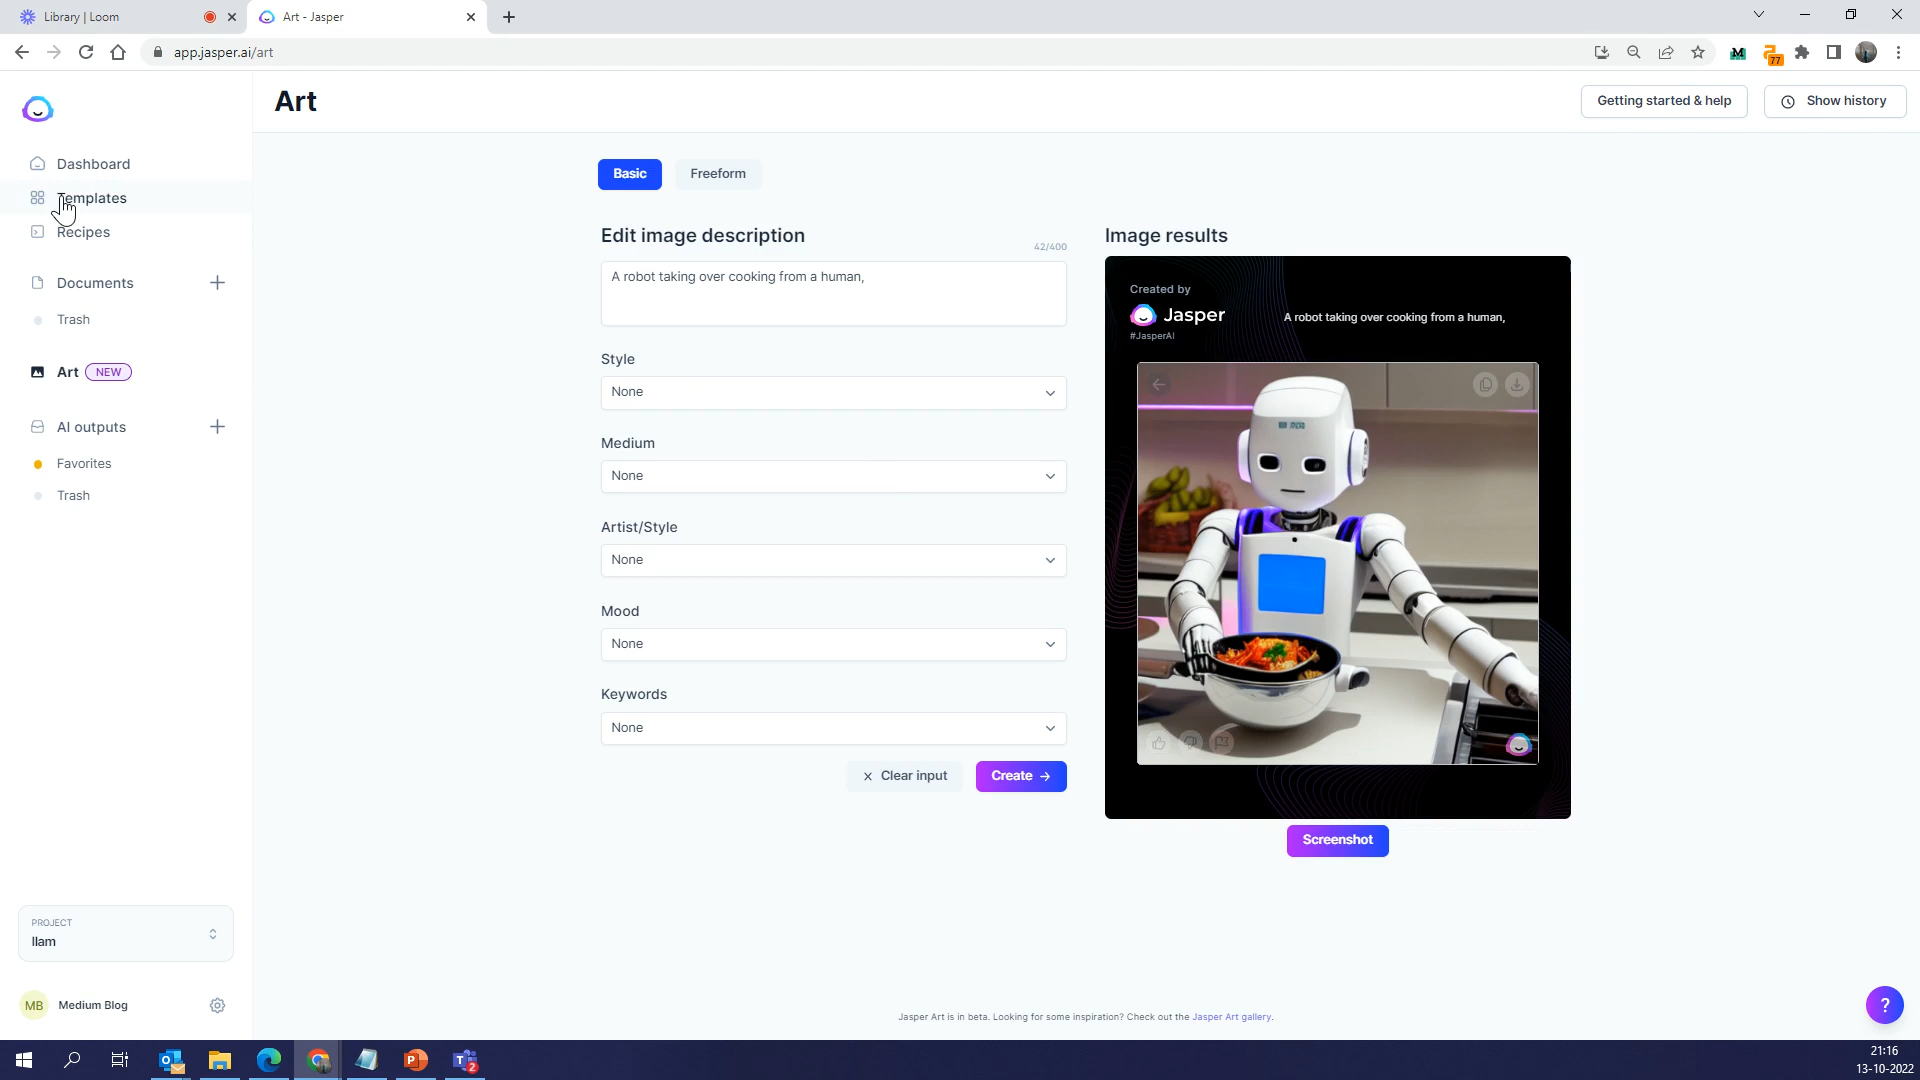 Library | Loom
Art - Jasper
app.jasper.ai/art
77
Art
Getting started & help
Show history
Dashboard
Templates
Recipes
Documents
Trash
Art NEW
AI outputs
Favorites
Trash
Basic
Freeform
Edit image description
42/400
A robot taking over cooking from a human,
Style
None
Medium
None
Artist/Style
None
Mood
None
Keywords
None
Clear input
Create
Image results
Created by
Jasper
#JasperAI
A robot taking over cooking from a human,
Screenshot
PROJECT
llam
MB Medium Blog
Jasper Art is in beta. Looking for some inspiration? Check out the Jasper Art gallery.
?
2
21:16
13-10-2022